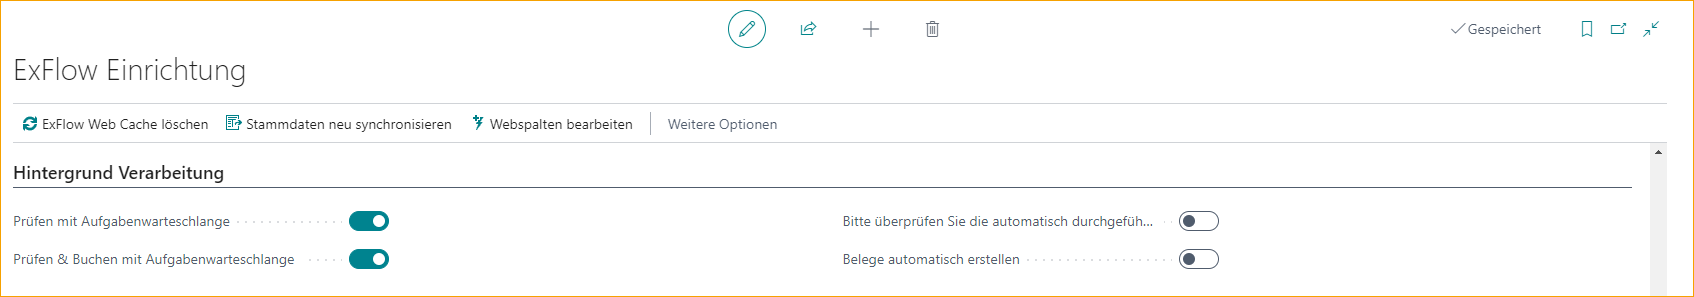 Gespeichert
ExFlow Einrichtung
ExFlow Web Cache löschen Stammdaten neu synchronisieren Webspalten bearbeiten Weitere Optionen
Hintergrund Verarbeitung
Prüfen mit Aufgabenwarteschlange Bitte überprüfen Sie die automatisch durchgefüh...
Prüfen & Buchen mit Aufgabenwarteschlange Belege automatisch erstellen